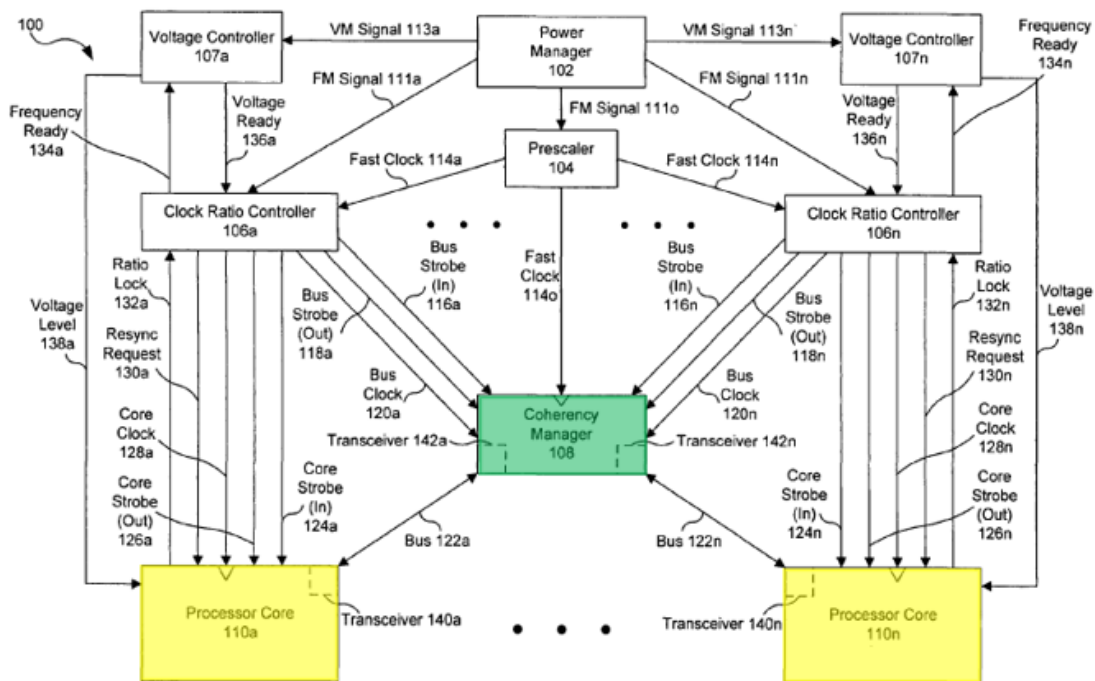 100
Voltage Controller
107a
VM Signal 113a
Power
Manager
102
VM Signal 113n
Voltage Controller
107n
Frequency
Ready
134n
FM Signal 111a
FM Signal 111o
FM Signal 111n
Frequency
Ready
134a
Voltage
Ready
136a
Voltage
Ready
136n
Fast Clock 114a
Prescaler
104
Fast Clock 114n
Clock Ratio Controller
106a
Clock Ratio Controller
106n
Ratio
Lock
132a
Bus
Strobe
(In)
116a
Fast
Clock
114o
Bus
Strobe
(In)
116n
Ratio
Lock
132n
Voltage
Level
138a
Bus
Strobe
(Out)
118a
Bus
Strobe
(Out)
118n
Voltage
Level
138n
Resync
Request
130a
Resync
Request
130n
Bus
Clock
120a
Bus
Clock
120n
Core
Clock
128a
Transceiver 142a
Coherency
Manager
108
Transceiver 142n
Core
Clock
128n
Core
Strobe
(Out)
126a
Core
Strobe
(In)
124a
Core
Strobe
(In)
124n
Core
Strobe
(Out)
126n
Bus 122a
Bus 122n
Processor Core
110a
Transceiver 140a
Transceiver 140n
Processor Core
110n